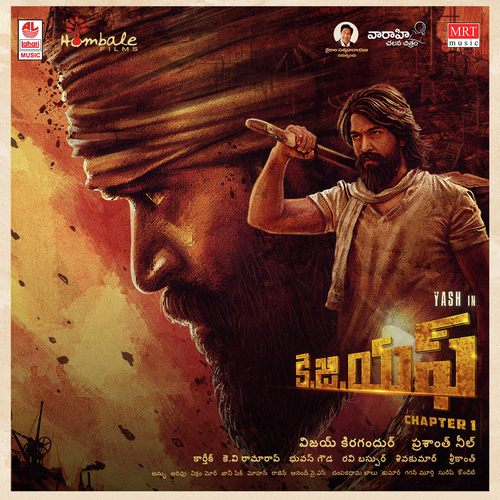 lahari
MUSIC
Hombale
FILMS
వారాహి
చలన చిత్రం
MRT
music
YASH IN
కె.జి.యఫ్
CHAPTER 1
విజయ్ కిరగందుర్ ప్రశాంత్ నీల్
కార్తీక్ కె.వి రామారావ్ భువన్ గౌడ రవి బస్రూర్ శివకుమార్ శ్రీకాంత్